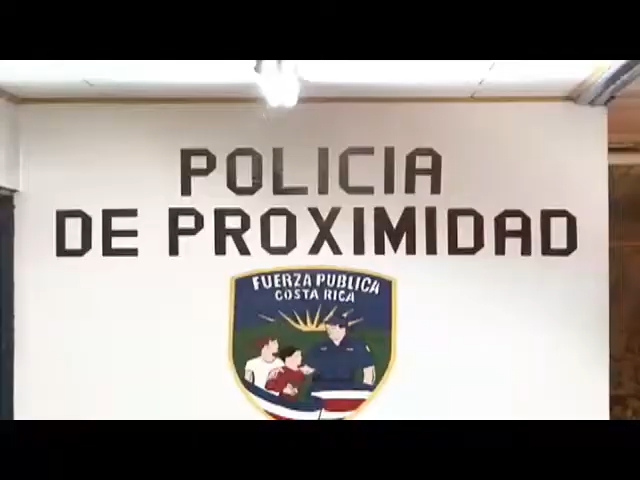 POLICIA
DE PROXIMIDAD
FUERZA PUBLICA
COSTA RICA